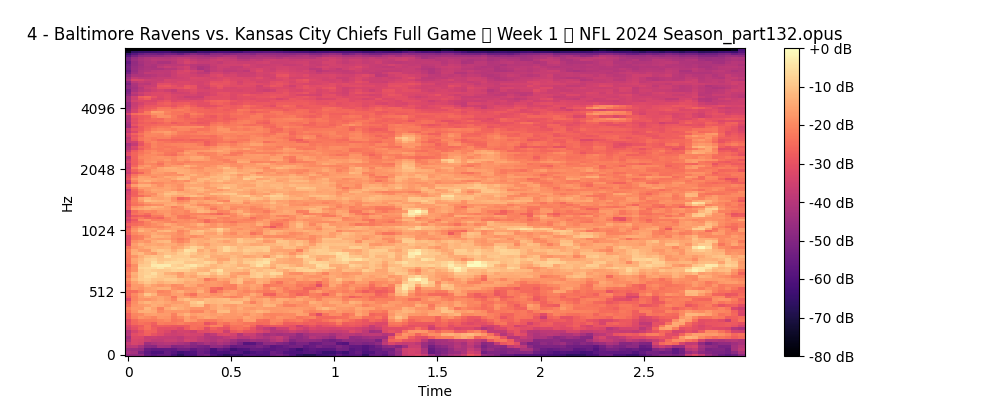 4 - Baltimore Ravens vs. Kansas City Chiefs Full Game ▯ Week 1 ▯ NFL 2024 Season_part132.opus
+0 dB
4096
-10 dB
-20 dB
2048
-30 dB
Hz
1024
-40 dB
-50 dB
512
-60 dB
-70 dB
0
-80 dB
0 0.5 1 1.5 2 2.5
Time